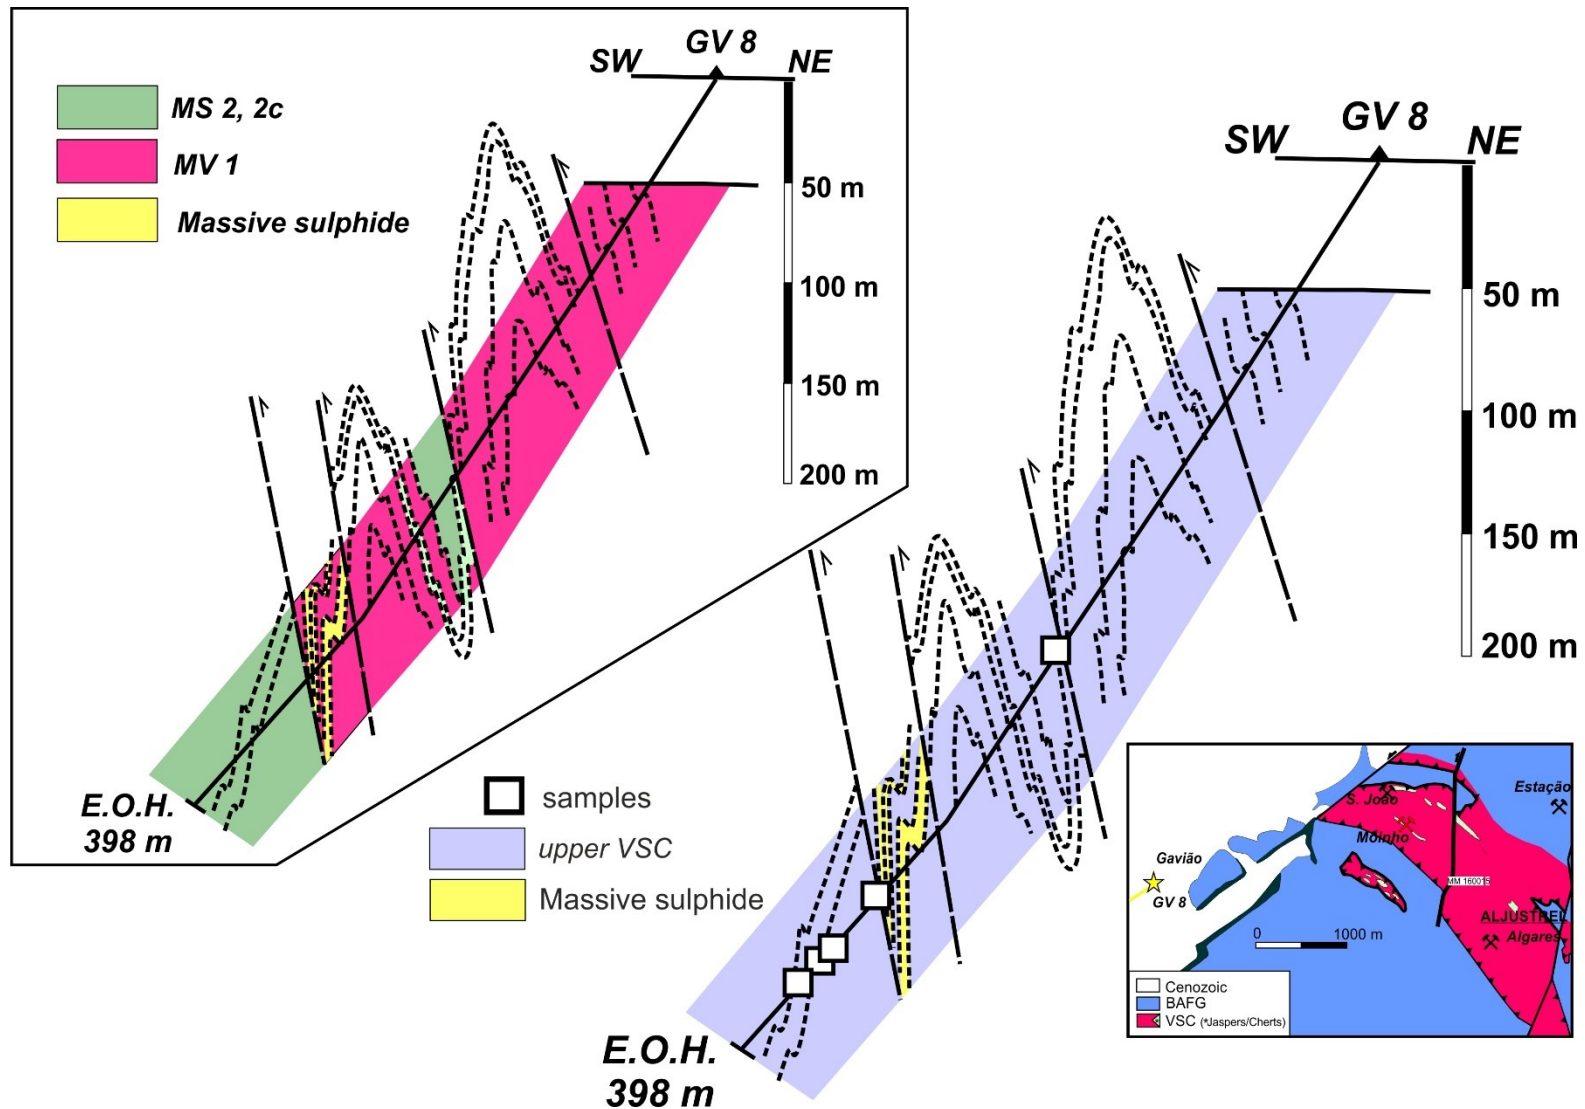 GV 8
SW
NE
MS 2, 2c
MV 1
Massive sulphide
50 m
100 m
150 m
200 m
E.O.H.
398 m
GV 8
SW
NE
50 m
100 m
150 m
200 m
samples
upper VSC
Massive sulphide
E.O.H.
398 m
Estação
S. João
Moinho
Gavião
GV 8
MM 160015
ALJUSTREL
Algares
0
1000 m
Cenozoic
BAFG
VSC (*Jaspers/Cherts)